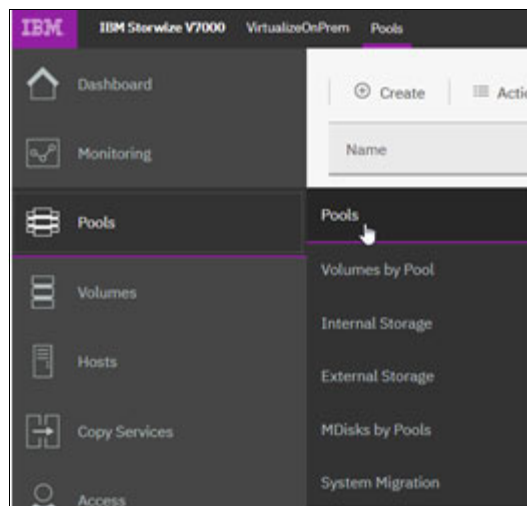 IBM IBM Storwize V7000 VirtualizeOnPrem Pools
Dashboard
Create Acti
Monitoring
Name
Pools
Pools
Volumes by Pool
Volumes
Internal Storage
Hosts
External Storage
Copy Services
MDisks by Pools
System Migration
Access